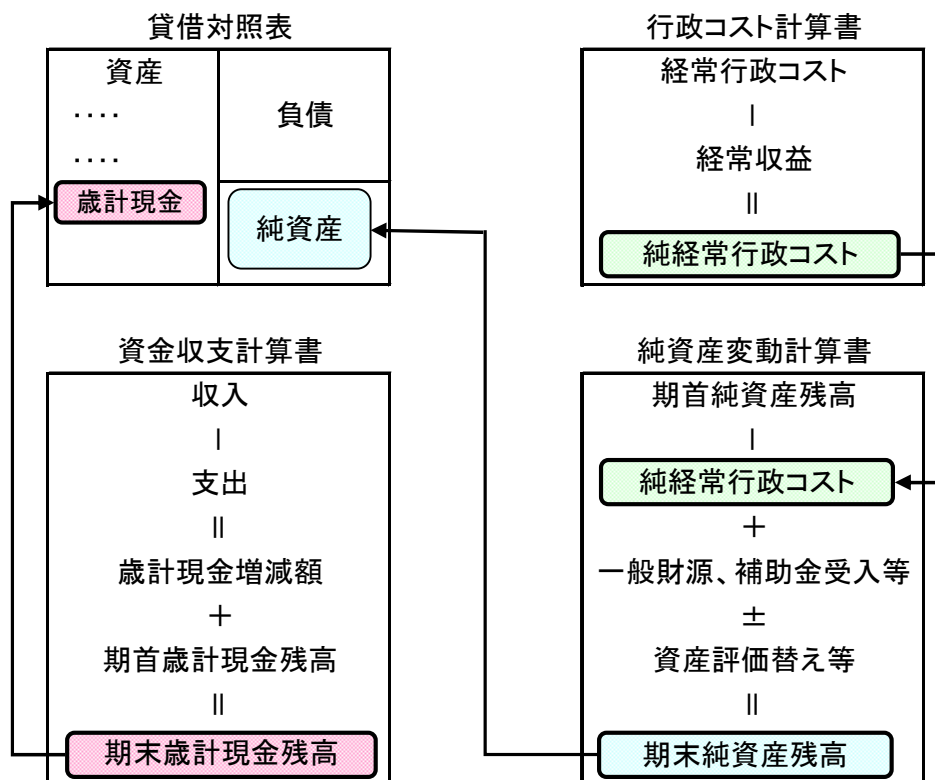 貸借対照表
資産
‥‥
‥‥
歳計現金
負債
純資産
行政コスト計算書
経常行政コスト
－
経常収益
＝
純経常行政コスト
資金収支計算書
収入
－
支出
＝
歳計現金増減額
＋
期首歳計現金残高
＝
期末歳計現金残高
純資産変動計算書
期首純資産残高
－
純経常行政コスト
＋
一般財源、補助金受入等
±
資産評価替え等
＝
期末純資産残高